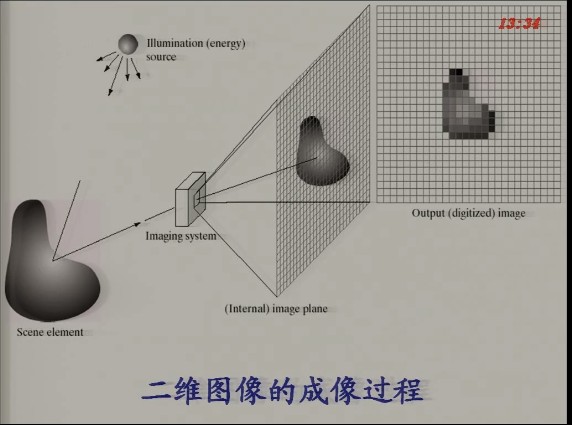 13:34
Illumination (energy)
source
Output (digitized) image
Imaging system
(Internal) image plane
Scene element
二维图像的成像过程